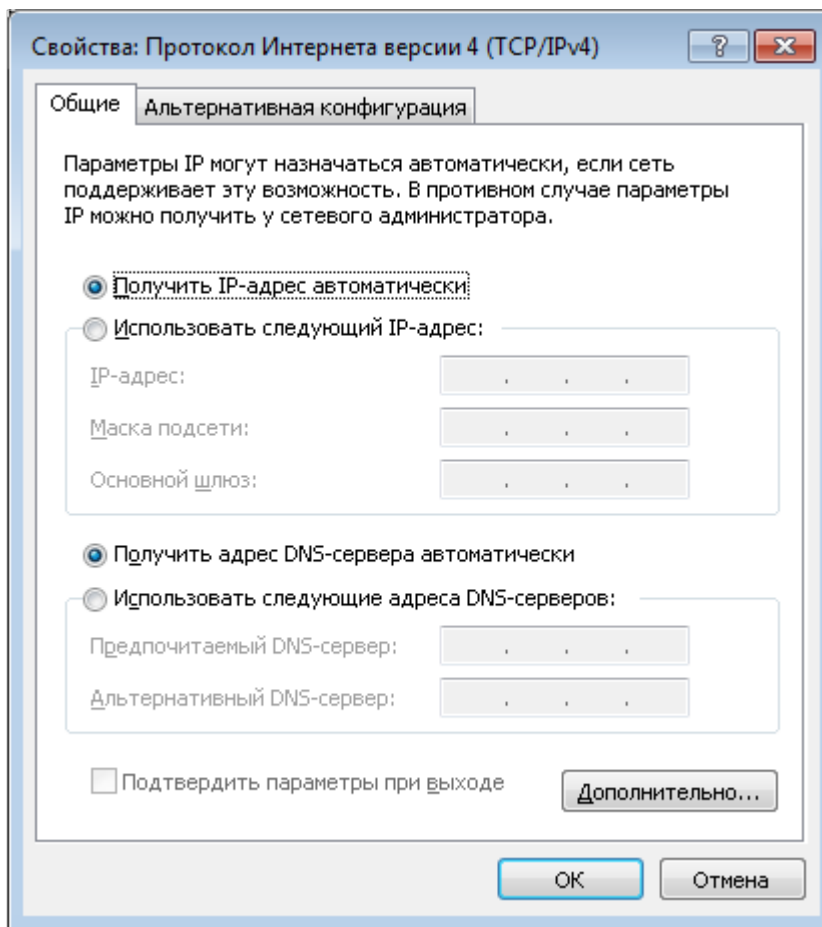 Свойства: Протокол Интернета версии 4 (TCP/IPv4)
Общие
Альтернативная конфигурация
Параметры IP могут назначаться автоматически, если сеть
поддерживает эту возможность. В противном случае параметры
IP можно получить у сетевого администратора.
Получить IP-адрес автоматически
Использовать следующий IP-адрес:
IP-адрес:
Маска подсети:
Основной шлюз:
Получить адрес DNS-сервера автоматически
Использовать следующие адреса DNS-серверов:
Предпочитаемый DNS-сервер:
Альтернативный DNS-сервер:
Подтвердить параметры при выходе
Дополнительно...
ОК
Отмена